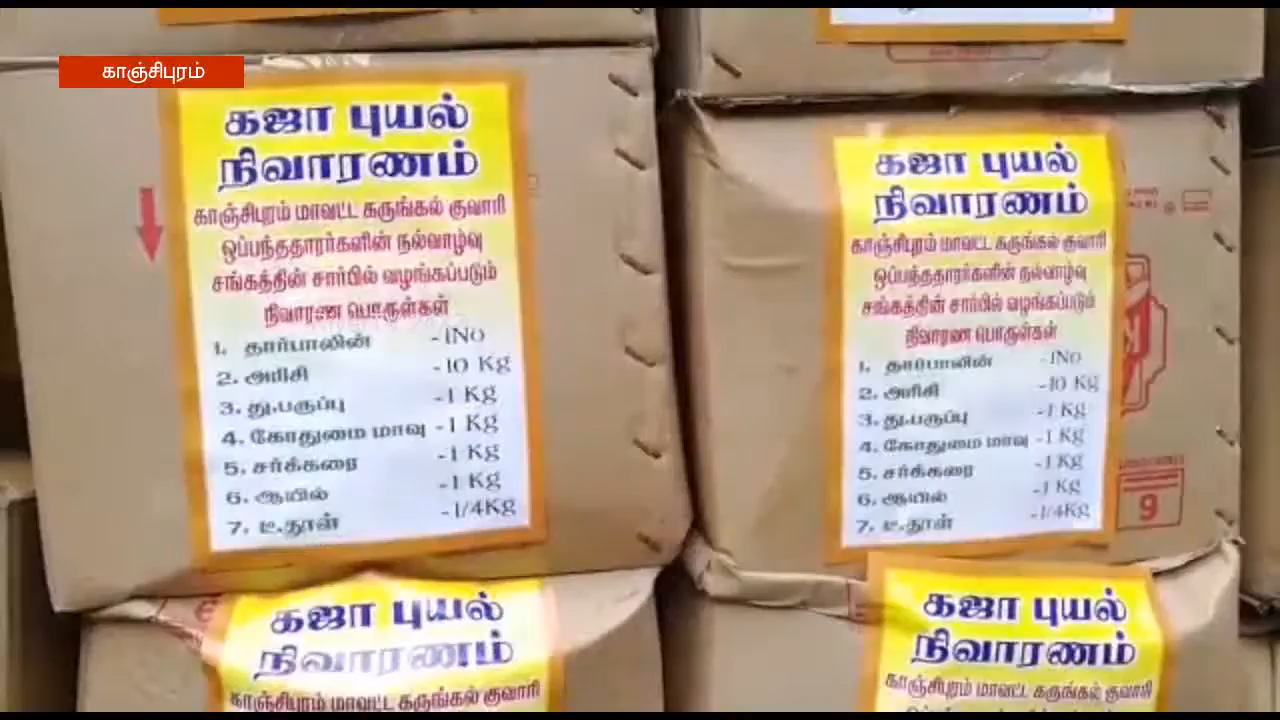 காஞ்சிபுரம்
கஜா புயல்
நிவாரணம்
காஞ்சிபுரம் மாவட்ட கருங்கல் குவாரி
ஒப்பந்ததாரர்களின் நல்வாழ்வு
சங்கத்தின் சார்பில் வழங்கப்படும்
நிவாரண பொருள்கள்
1. தார்பாலின் -1No
2. அரிசி -10 Kg
3. து.பருப்பு -1 Kg
4. கோதுமை மாவு -1 Kg
5. சர்க்கரை -1 Kg
6. ஆயில் -1 Kg
7. டீ.தூள் -1/4Kg
கஜா புயல்
நிவாரணம்
காஞ்சிபுரம் மாவட்ட கருங்கல் குவாரி
ஒப்பந்ததாரர்களின் நல்வாழ்வு
சங்கத்தின் சார்பில் வழங்கப்படும்
நிவாரண பொருள்கள்
1. தார்பாலின் -1No
2. அரிசி -10 Kg
3. து.பருப்பு -1 Kg
4. கோதுமை மாவு -1 Kg
5. சர்க்கரை -1 Kg
6. ஆயில் -1 Kg
7. டீ.தூள் -1/4Kg
9
கஜா புயல்
நிவாரணம்
காஞ்சிபுரம் மாவட்ட கருங்கல் குவாரி
கஜா புயல்
நிவாரணம்
காஞ்சிபுரம் மாவட்ட கருங்கல் குவாரி